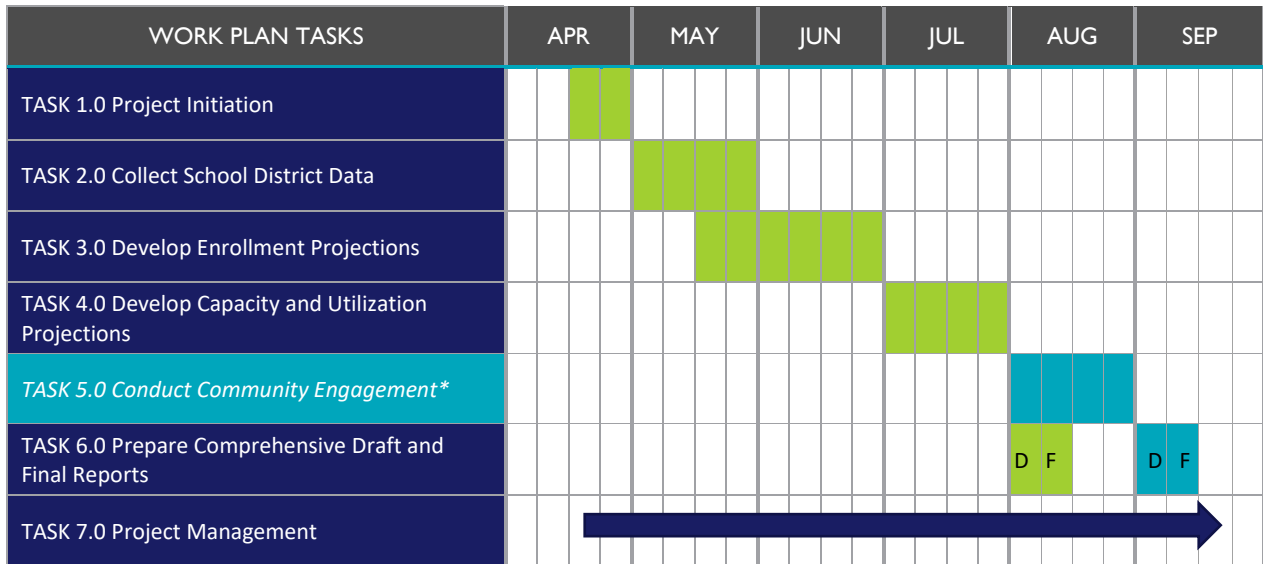 WORK PLAN TASKS APR MAY JUN JUL AUG SEP
TASK 1.0 Project Initiation
TASK 2.0 Collect School District Data
TASK 3.0 Develop Enrollment Projections
TASK 4.0 Develop Capacity and Utilization
Projections
TASK 5.0 Conduct Community Engagement*
TASK 6.0 Prepare Comprehensive Draft and
Final Reports
D F D F
TASK 7.0 Project Management